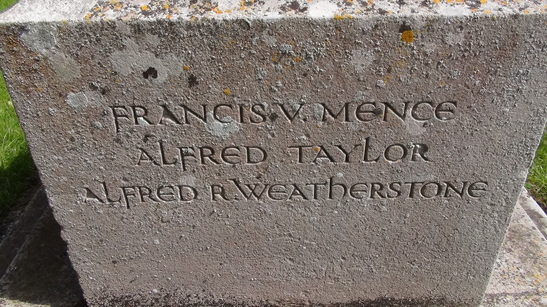 FRANCIS V. MENCE
ALFRED TAYLOR
ALFRED R. WEATHERSTONE